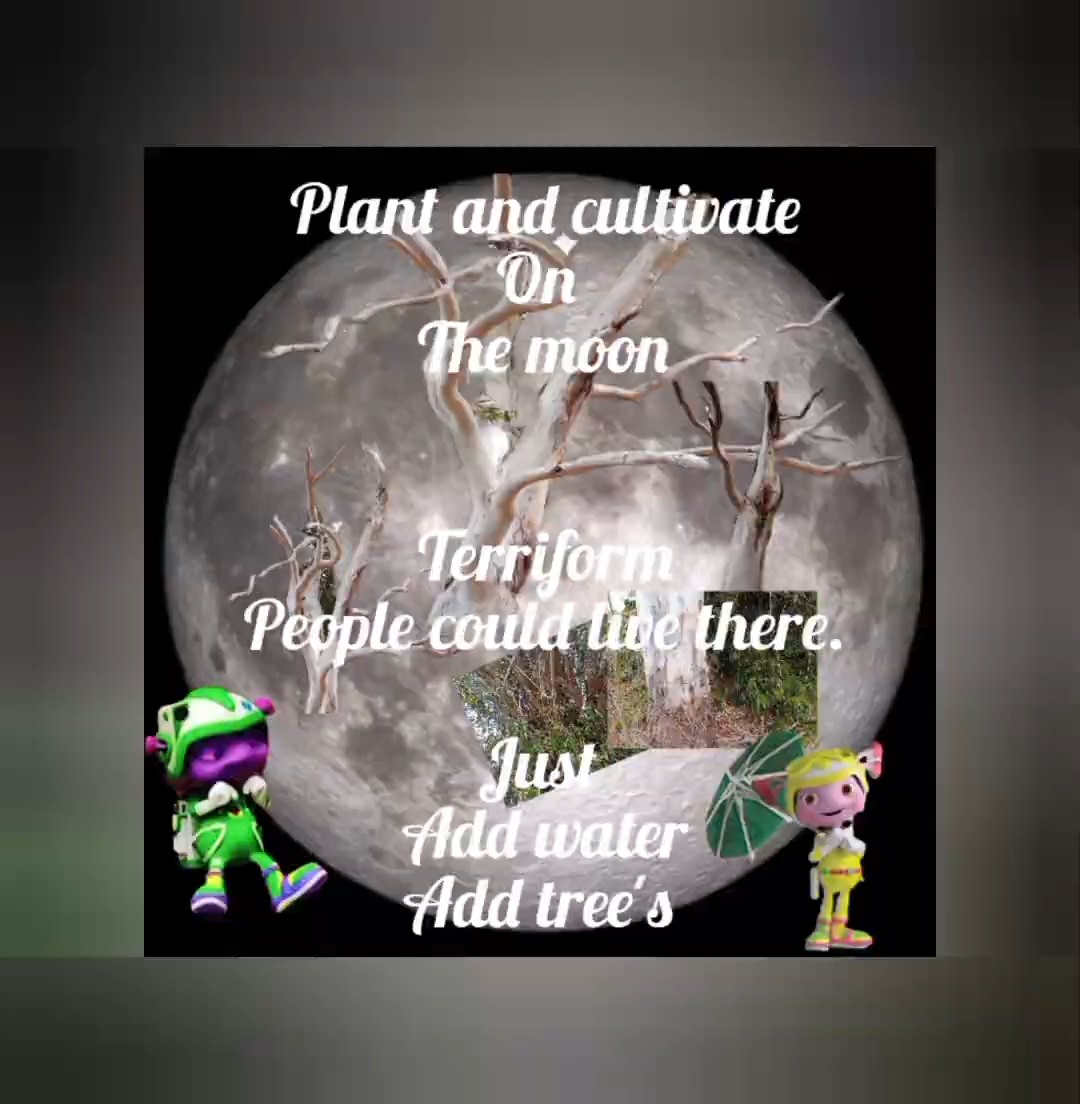 Plant and cultivate
On
The moon
Terriform
People could live there.
Just
Add water
Add tree's